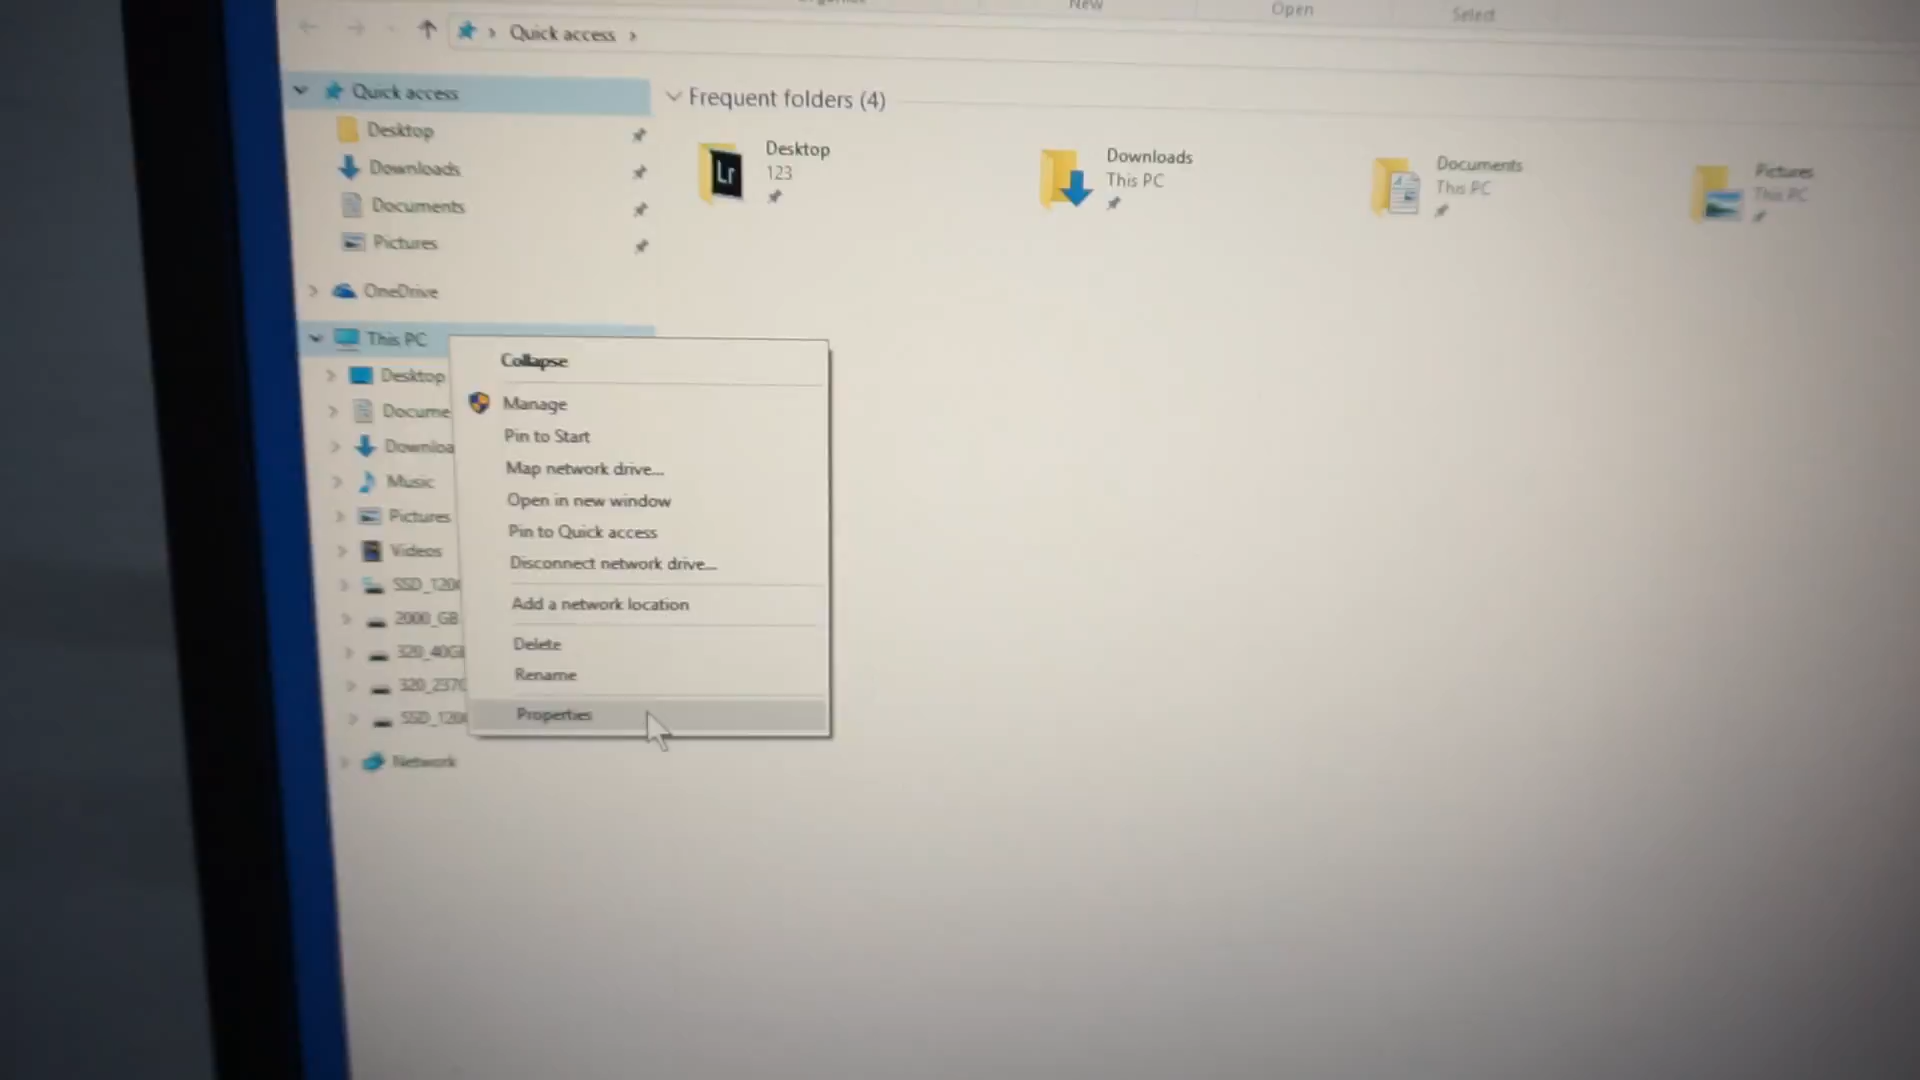 New
Open
Select
Quick access
Quick access
Desktop
Downloads
Documents
Pictures
OneDrive
This PC
Desktop
Docume
Downloa
Music
Pictures
Videos
SSD_120
2000_GB
320_40G
320_237
SSD_120
Network
Collapse
Manage
Pin to Start
Map network drive...
Open in new window
Pin to Quick access
Disconnect network drive...
Add a network location
Delete
Rename
Properties
Frequent folders (4)
Lr
Desktop
123
Downloads
This PC
Documents
This PC
Pictures
This PC